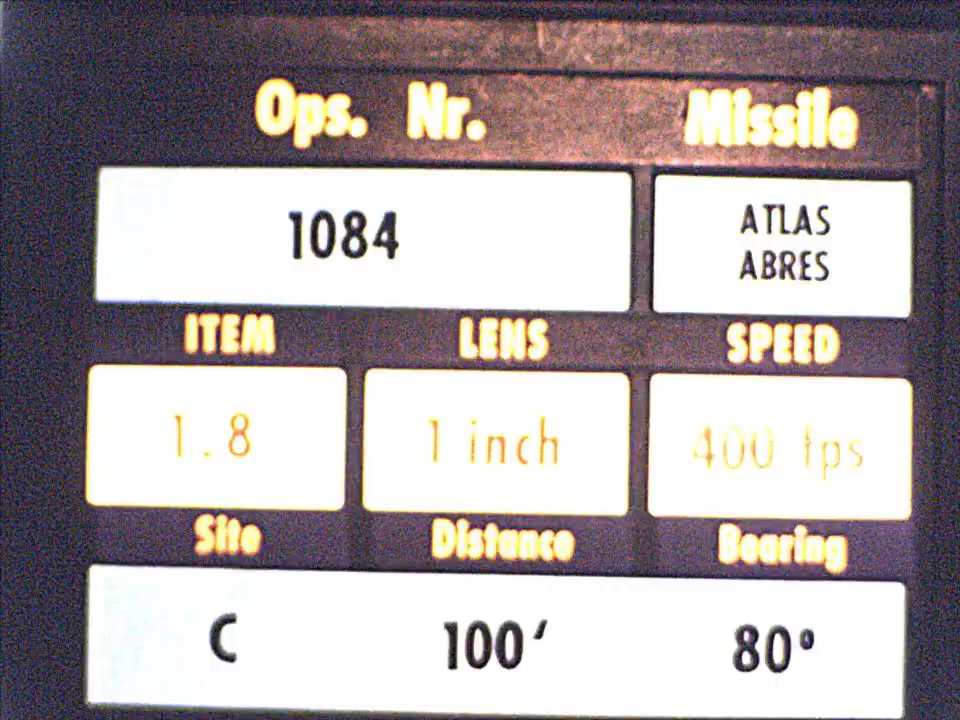 Ops. Nr. Missile
1084 ATLAS
ABRES
ITEM LENS SPEED
1.8 1 inch 400 fps
Site Distance Bearing
C 100' 80°